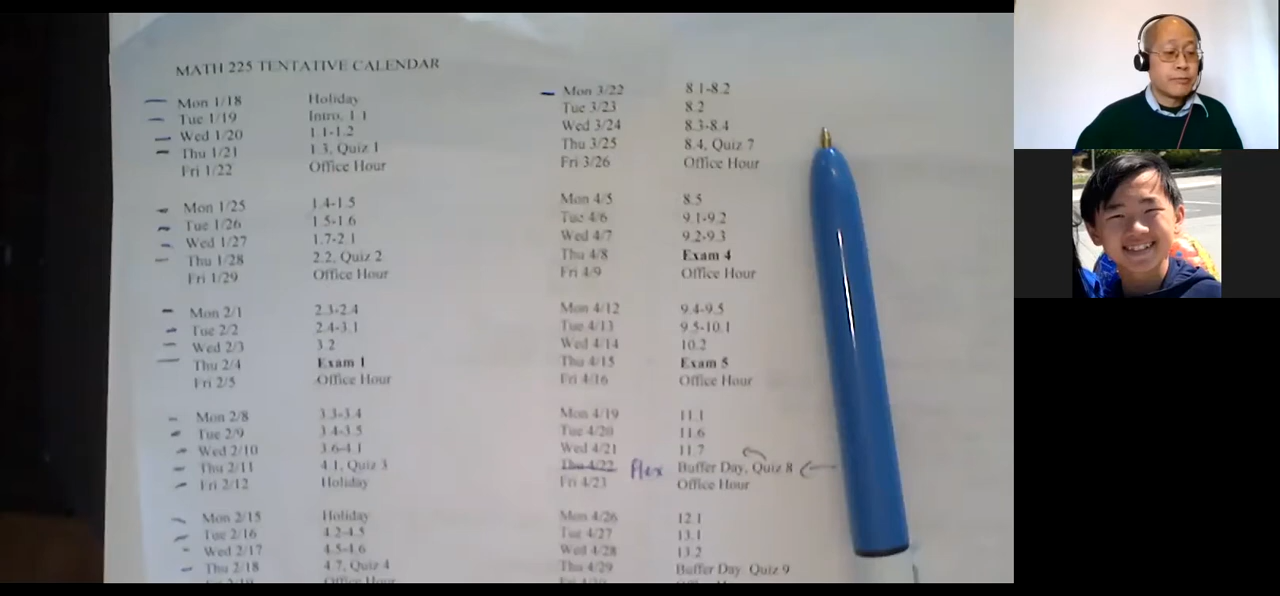 MATH 225 TENTATIVE CALENDAR
Mon 1/18 Holiday
Tue 1/19 Intro, 1.1
Wed 1/20 1.1-1.2
Thu 1/21 1.3, Quiz 1
Fri 1/22 Office Hour
Mon 1/25 1.4-1.5
Tue 1/26 1.5-1.6
Wed 1/27 1.7-2.1
Thu 1/28 2.2, Quiz 2
Fri 1/29 Office Hour
Mon 2/1 2.3-2.4
Tue 2/2 2.4-3.1
Wed 2/3 3.2
Thu 2/4 Exam 1
Fri 2/5 Office Hour
Mon 2/8 3.3-3.4
Tue 2/9 3.4-3.5
Wed 2/10 3.6-4.1
Thu 2/11 4.1, Quiz 3
Fri 2/12 Holiday
Mon 2/15 Holiday
Tue 2/16 4.2-4.5
Wed 2/17 4.5-4.6
Thu 2/18 4.7, Quiz 4
Office Hour
Mon 3/22 8.1-8.2
Tue 3/23 8.2
Wed 3/24 8.3-8.4
Thu 3/25 8.4, Quiz 7
Fri 3/26 Office Hour
Mon 4/5 8.5
Tue 4/6 9.1-9.2
Wed 4/7 9.2-9.3
Thu 4/8 Exam 4
Fri 4/9 Office Hour
Mon 4/12 9.4-9.5
Tue 4/13 9.5-10.1
Wed 4/14 10.2
Thu 4/15 Exam 5
Fri 4/16 Office Hour
Mon 4/19 11.1
Tue 4/20 11.6
Wed 4/21 11.7
Thu 4/22 Flex Buffer Day, Quiz 8
Fri 4/23 Office Hour
Mon 4/26 12.1
Tue 4/27 13.1
Wed 4/28 13.2
Thu 4/29 Buffer Day, Quiz 9